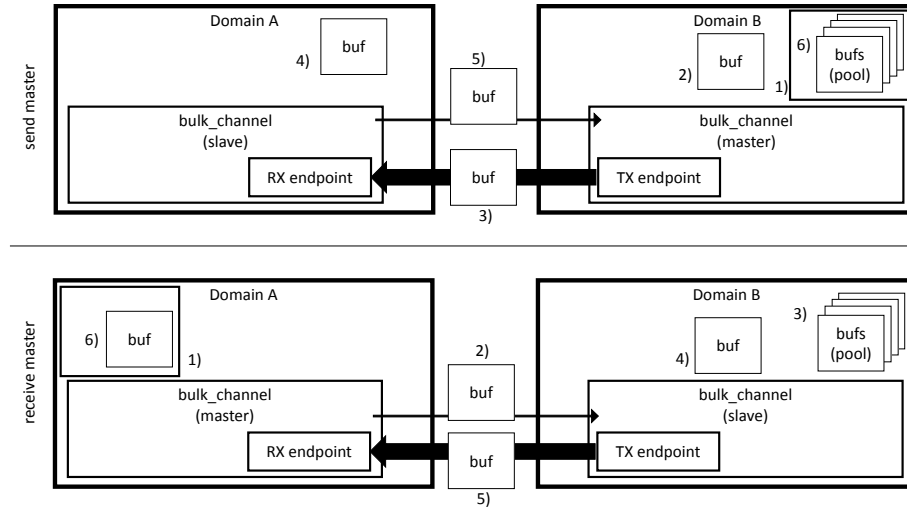 send master
Domain A
4)
buf
bulk_channel
(slave)
RX endpoint
5)
buf
buf
3)
Domain B
2)
buf
1)
6)
bufs
(pool)
bulk_channel
(master)
TX endpoint
receive master
Domain A
6)
buf
1)
bulk_channel
(master)
RX endpoint
2)
buf
buf
5)
Domain B
4)
buf
3)
bufs
(pool)
bulk_channel
(slave)
TX endpoint